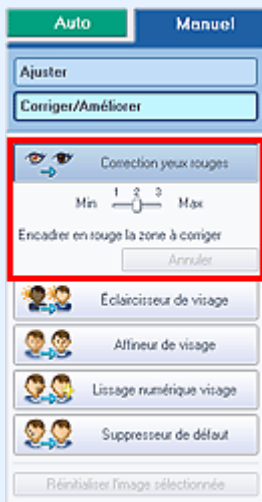 Auto Manuel
Ajuster
Corriger/Améliorer
Correction yeux rouges
1 2 3
Min Max
Encadrer en rouge la zone à corriger
Annuler
Éclaircisseur de visage
Affineur de visage
Lissage numérique visage
Suppresseur de défaut
Réinitialiser l'image sélectionnée